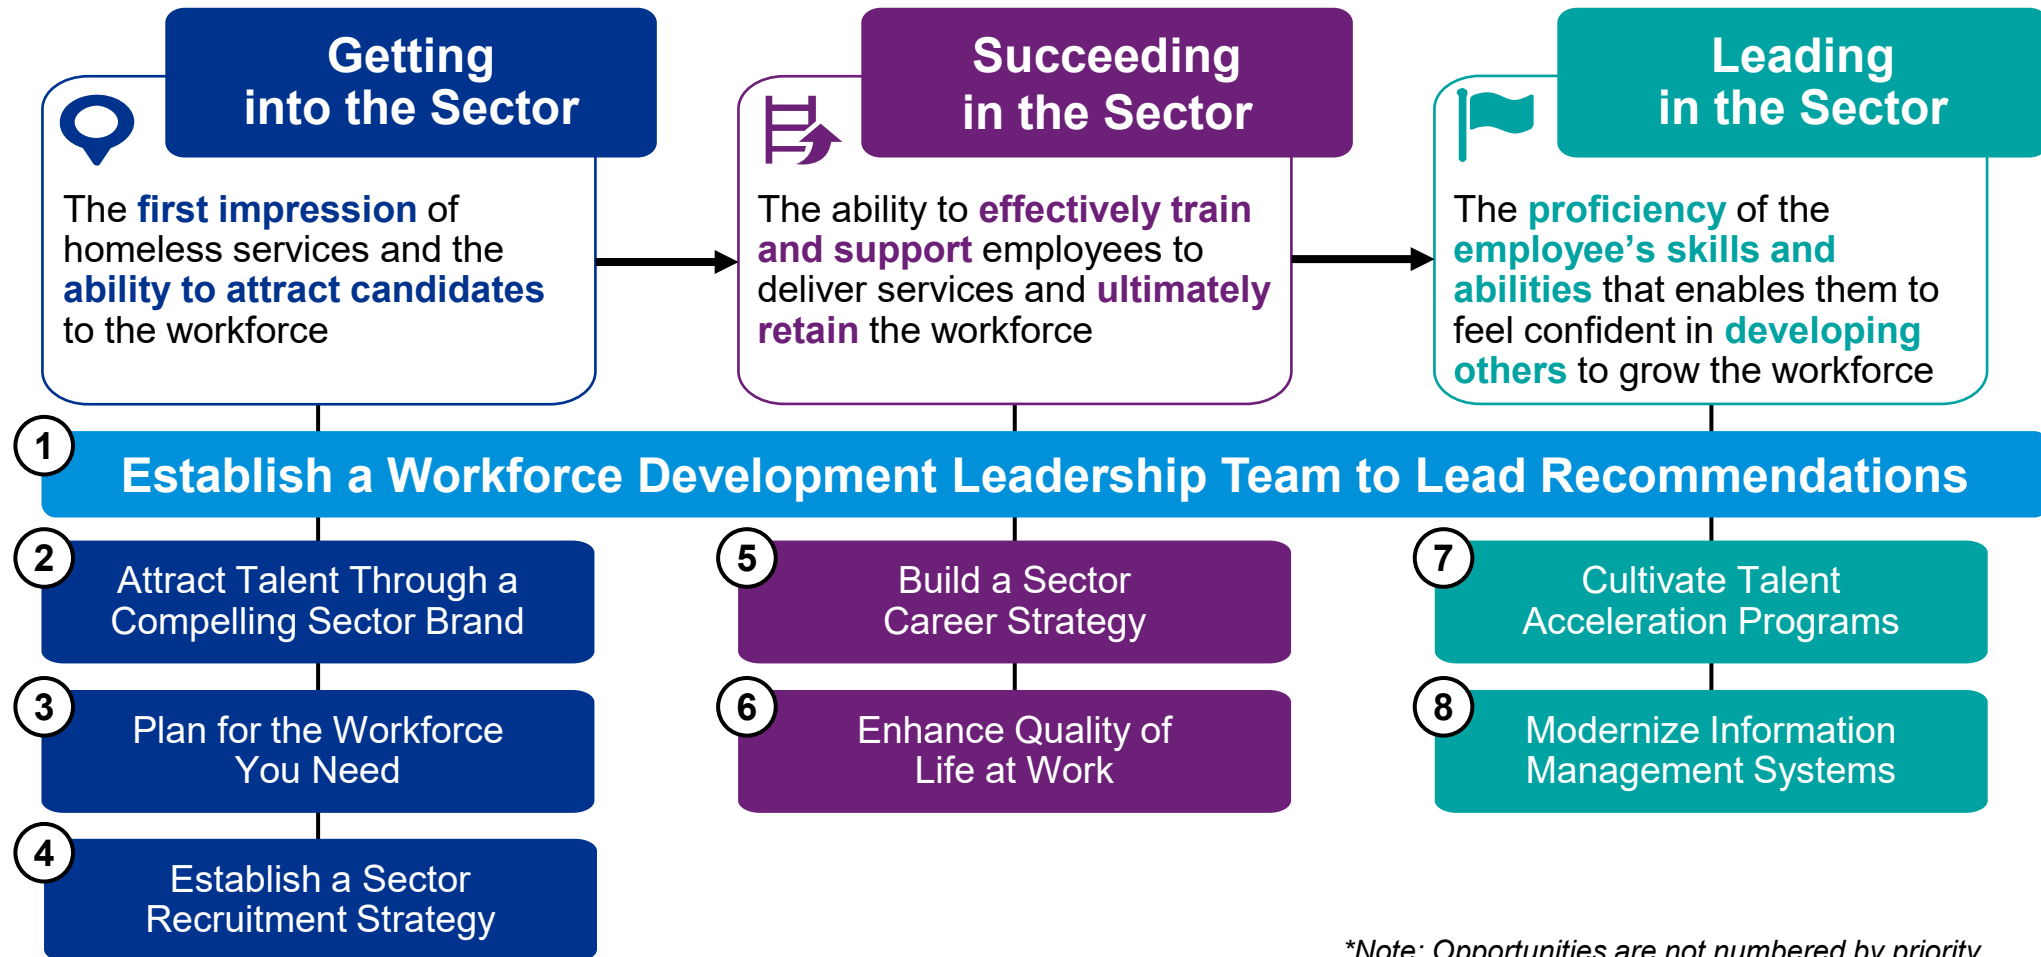 Getting
into the Sector
The first impression of
homeless services and the
ability to attract candidates
to the workforce
Succeeding
in the Sector
The ability to effectively train
and support employees to
deliver services and ultimately
retain the workforce
Leading
in the Sector
The proficiency of the
employee’s skills and
abilities that enables them to
feel confident in developing
others to grow the workforce
1
Establish a Workforce Development Leadership Team to Lead Recommendations
2
Attract Talent Through a
Compelling Sector Brand
3
Plan for the Workforce
You Need
4
Establish a Sector
Recruitment Strategy
5
Build a Sector
Career Strategy
6
Enhance Quality of
Life at Work
7
Cultivate Talent
Acceleration Programs
8
Modernize Information
Management Systems
*Note: Opportunities are not numbered by priority